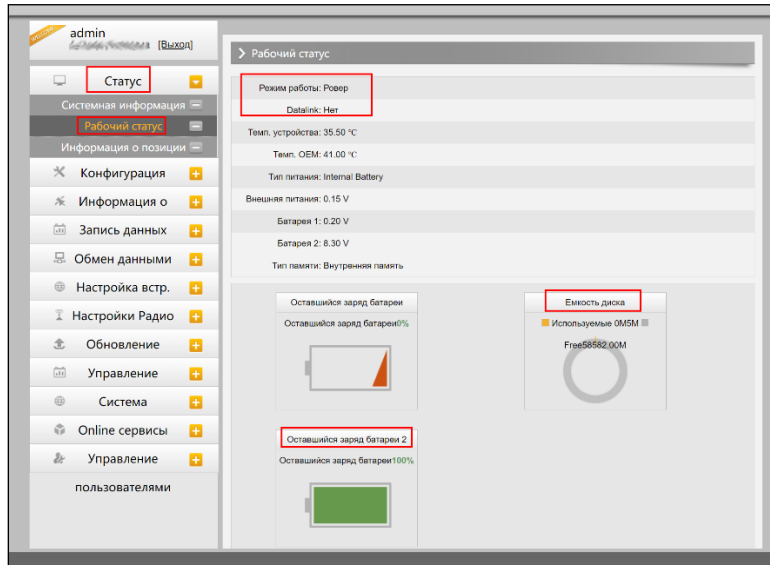 admin
[Выход]
Статус
Системная информация
Рабочий статус
Информация о позиции
Конфигурация
Информация о
Запись данных
Обмен данными
Настройка встр.
Настройки Радио
Обновление
Управление
Система
Online сервисы
Управление
пользователями
Рабочий статус
Режим работы: Ровер
Datalink: Нет
Темп. устройства: 35.50 °C
Темп. OEM: 41.00 °C
Тип питания: Internal Battery
Внешняя питания: 0.15 V
Батарея 1: 0.20 V
Батарея 2: 8.30 V
Тип памяти: Внутренняя память
Оставшийся заряд батареи
Оставшийся заряд батареи0%
Емкость диска
Используемые 0M5M
Free58582.00M
Оставшийся заряд батареи 2
Оставшийся заряд батареи100%